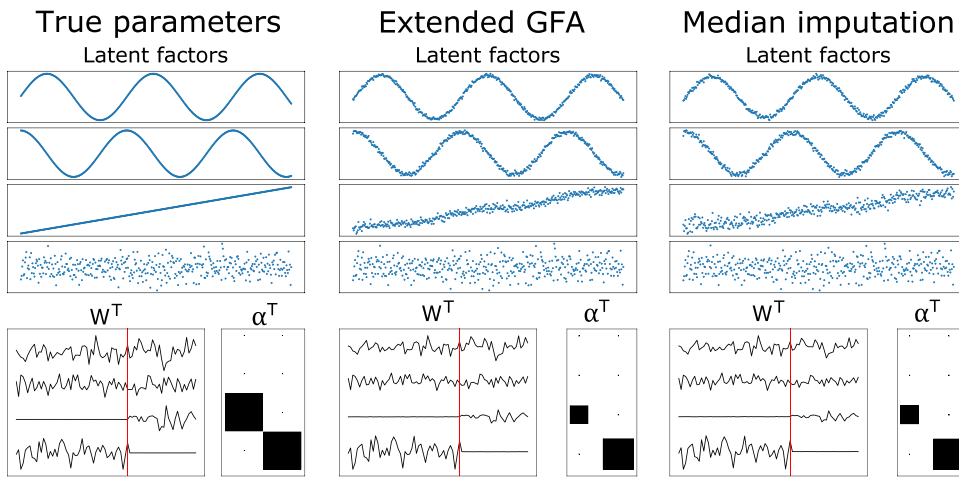 True parameters
Extended GFA
Median imputation
Latent factors
Latent factors
Latent factors
Wᵀ
αᵀ
Wᵀ
αᵀ
Wᵀ
αᵀ